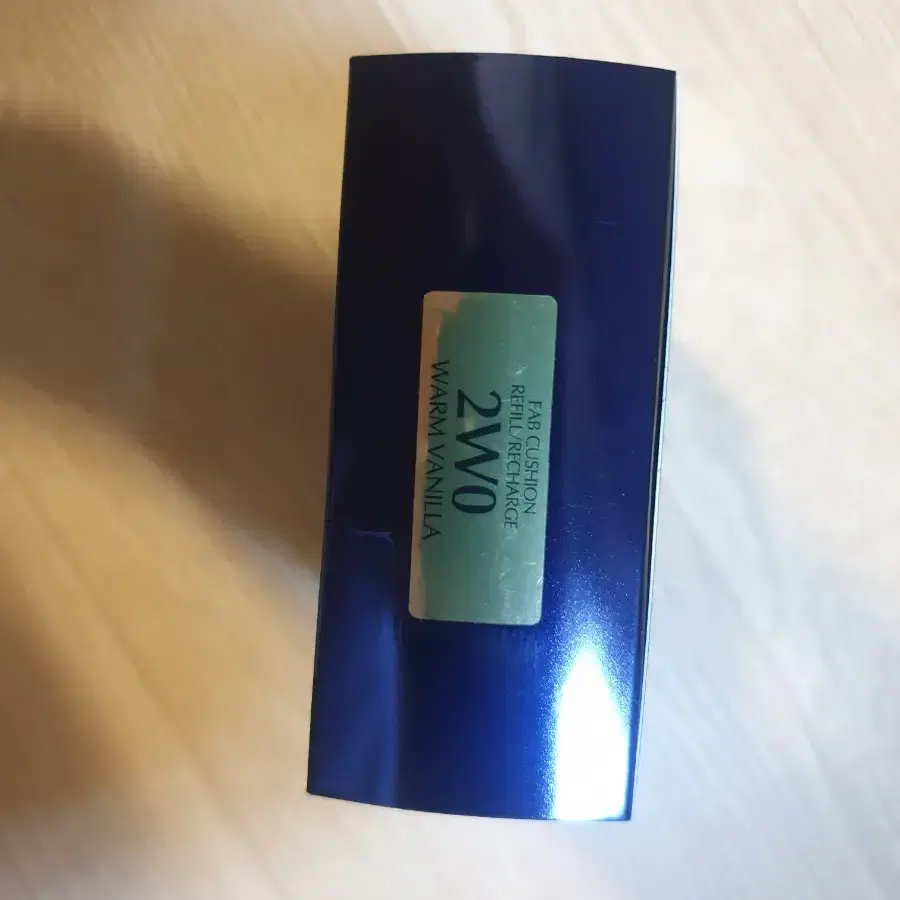 FAB CUSHION
REFILL/RECHARGE
2W0
WARM VANILLA